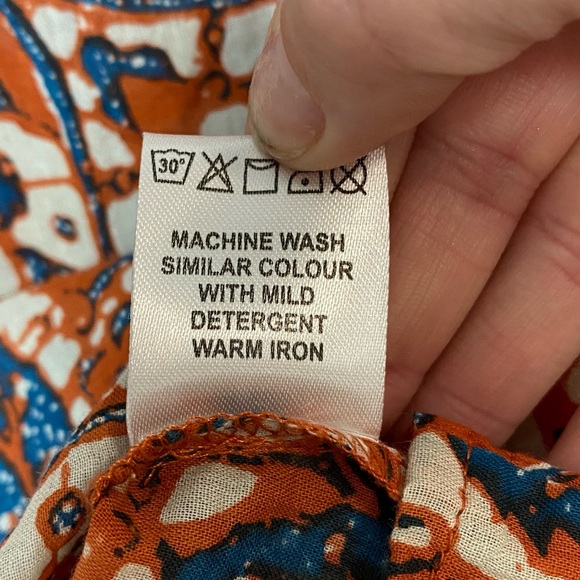 30°
MACHINE WASH
SIMILAR COLOUR
WITH MILD
DETERGENT
WARM IRON